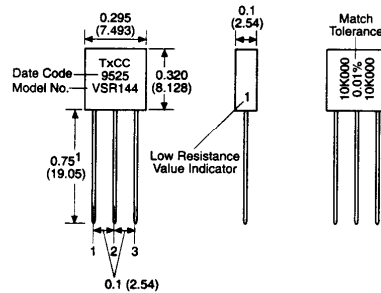 0.295
(7.493)
TxCC
Date Code
9525
Model No.
VSR144
0.320
(8.128)
0.75¹
(19.05)
1 2 3
0.1 (2.54)
0.1
(2.54)
1
Low Resistance
Value Indicator
Match
Tolerance
10K000
0.01%
10K000